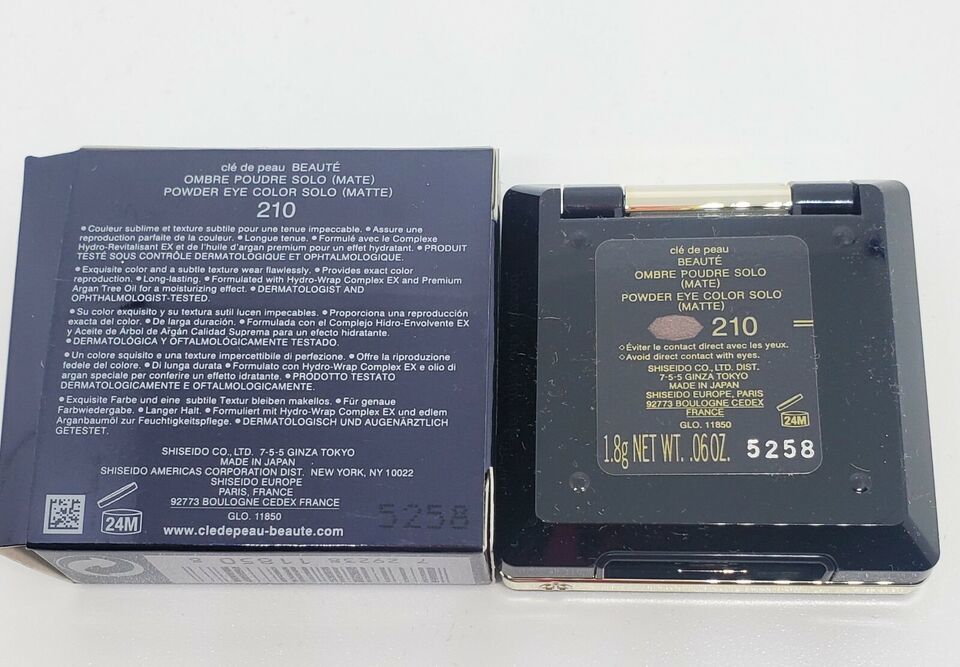 clé de peau BEAUTÉ
OMBRE POUDRE SOLO (MATE)
POWDER EYE COLOR SOLO (MATTE)
210
• Couleur sublime et texture subtile pour une tenue impeccable. • Assure une
reproduction parfaite de la couleur. • Longue tenue. • Formulé avec le Complexe
Hydro-Revitalisant EX et de l'huile d'argan premium pour un effet hydratant. • PRODUIT
TESTÉ SOUS CONTRÔLE DERMATOLOGIQUE ET OPHTALMOLOGIQUE.
• Exquisite color and a subtle texture wear flawlessly. • Provides exact color
reproduction. • Long-lasting. • Formulated with Hydro-Wrap Complex EX and Premium
Argan Tree Oil for a moisturizing effect. • DERMATOLOGIST AND
OPHTHALMOLOGIST-TESTED.
• Su color exquisito y su textura sutil lucen impecables. • Proporciona una reproducción
exacta del color. • De larga duración. • Formulada con el Complejo Hidro-Envolvente EX
y Aceite de Árbol de Argán Calidad Suprema para un efecto hidratante.
• DERMATOLÓGICA Y OFTALMOLÓGICAMENTE TESTADO.
• Un colore squisito e una texture impercettibile di perfezione. • Offre la riproduzione
fedele del colore. • Di lunga durata • Formulato con Hydro-Wrap Complex EX e olio di
argan speciale per conferire un effetto idratante. • PRODOTTO TESTATO
DERMATOLOGICAMENTE E OFTALMOLOGICAMENTE.
• Exquisite Farbe und eine subtile Textur bleiben makellos. • Für genaue
Farbwiedergabe. • Langer Halt. • Formuliert mit Hydro-Wrap Complex EX und edlem
Arganbaumöl zur Feuchtigkeitspflege. • DERMATOLOGISCH UND AUGENÄRZTLICH
GETESTET.
SHISEIDO CO., LTD. 7-5-5 GINZA TOKYO
MADE IN JAPAN
SHISEIDO AMERICAS CORPORATION DIST. NEW YORK, NY 10022
SHISEIDO EUROPE
PARIS, FRANCE
92773 BOULOGNE CEDEX FRANCE
GLO. 11850
www.cledepeau-beaute.com
24M
5258
7 29238 11850 8
clé de peau
BEAUTÉ
OMBRE POUDRE SOLO
(MATE)
POWDER EYE COLOR SOLO
(MATTE)
210
◇Éviter le contact direct avec les yeux.
◇Avoid direct contact with eyes.
SHISEIDO CO., LTD. DIST.
7-5-5 GINZA TOKYO
MADE IN JAPAN
SHISEIDO EUROPE, PARIS
92773 BOULOGNE CEDEX
FRANCE
GLO. 11850
24M
1.8g NET WT. .06 OZ. 5258